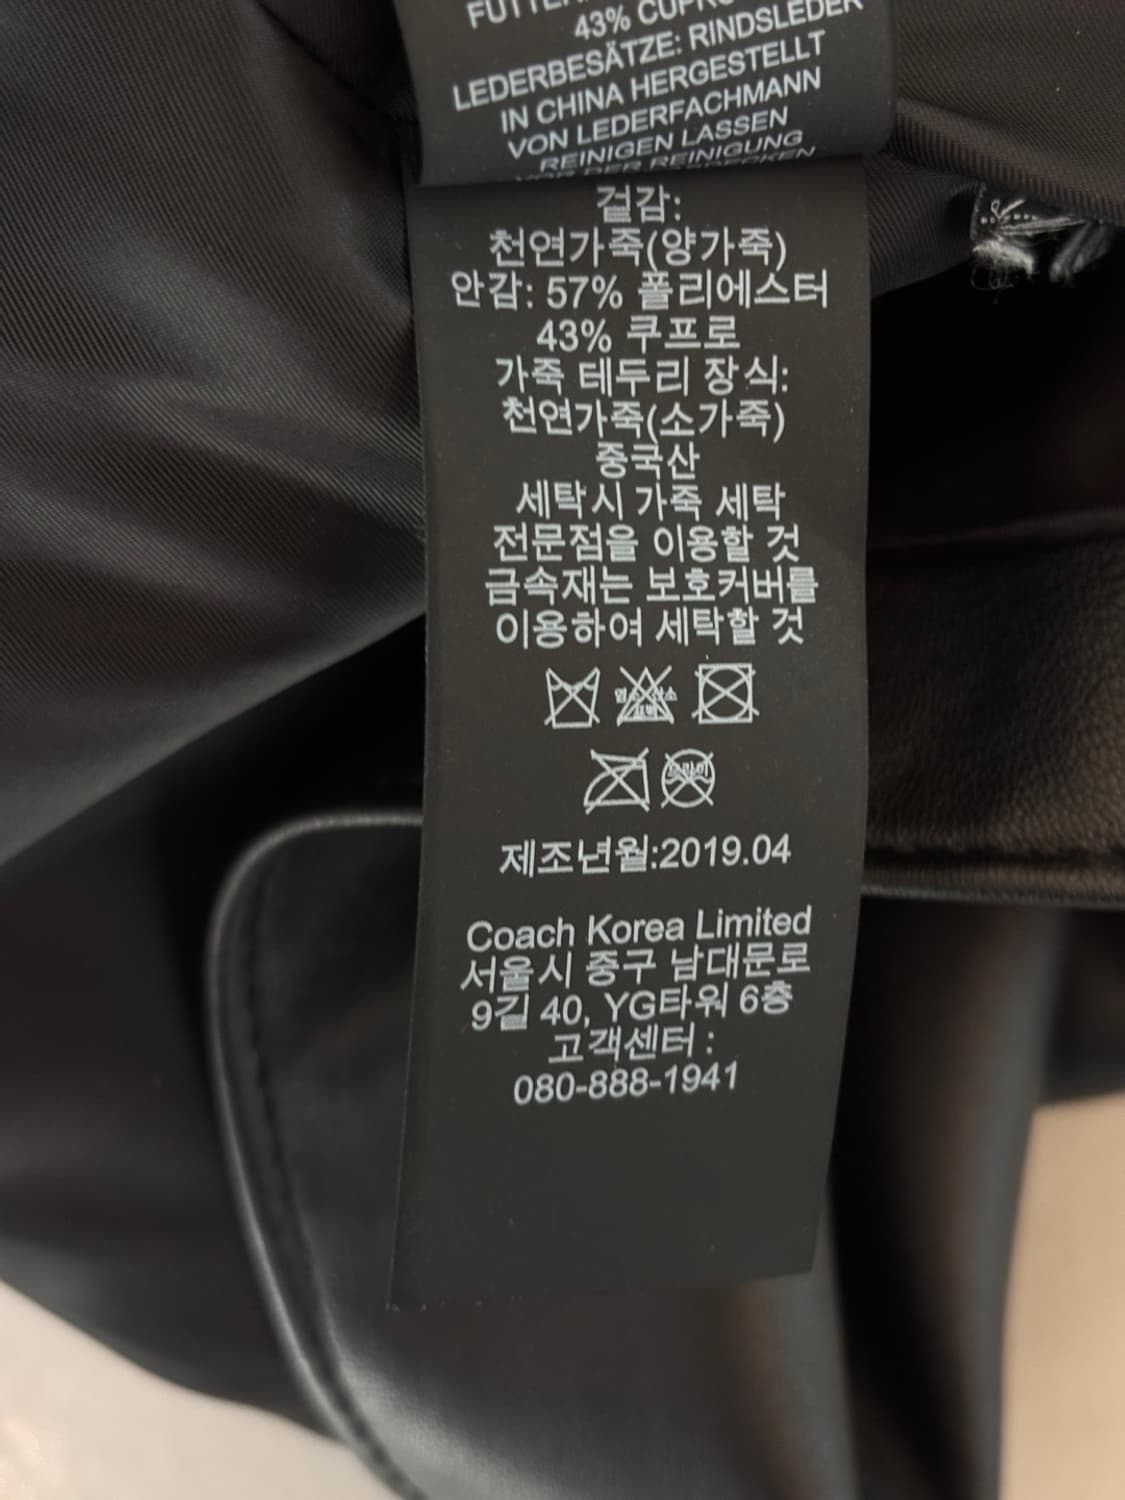 43%
LEDERBESÄTZE: RINDSLEDER
IN CHINA HERGESTELLT
VON LEDERFACHMANN
REINIGEN LASSEN
VOR DER REINIGUNG
겉감:
천연가죽(양가죽)
안감: 57% 폴리에스터
43% 쿠프로
가죽 테두리 장식:
천연가죽(소가죽)
중국산
세탁시 가죽 세탁
전문점을 이용할 것
금속재는 보호커버를
이용하여 세탁할 것
제조년월:2019.04
Coach Korea Limited
서울시 중구 남대문로
9길 40, YG타워 6층
고객센터 :
080-888-1941